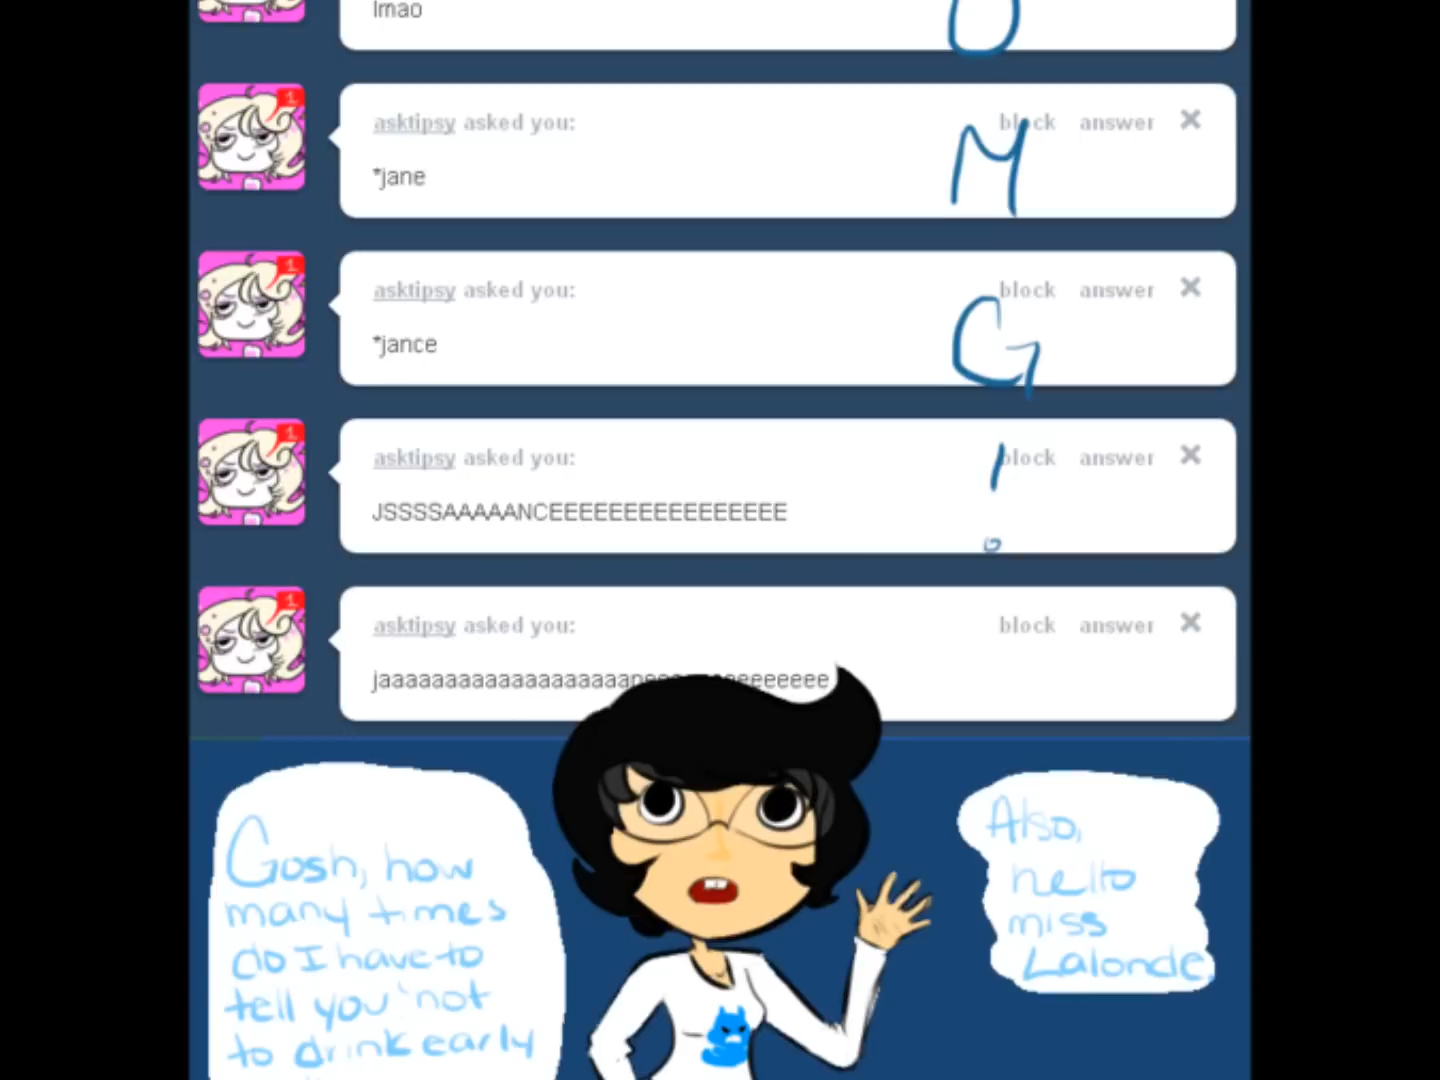 lmao
O
asktipsy asked you: block answer ✖
*jane
M
asktipsy asked you: block answer ✖
*jance
G
asktipsy asked you: block answer ✖
JSSSSAAAAANCEEEEEEEEEEEEEEEE
!
asktipsy asked you: block answer ✖
Gosh, how
many times
do I have to
tell you not
to drink early
Also,
hello
miss
Lalonde.